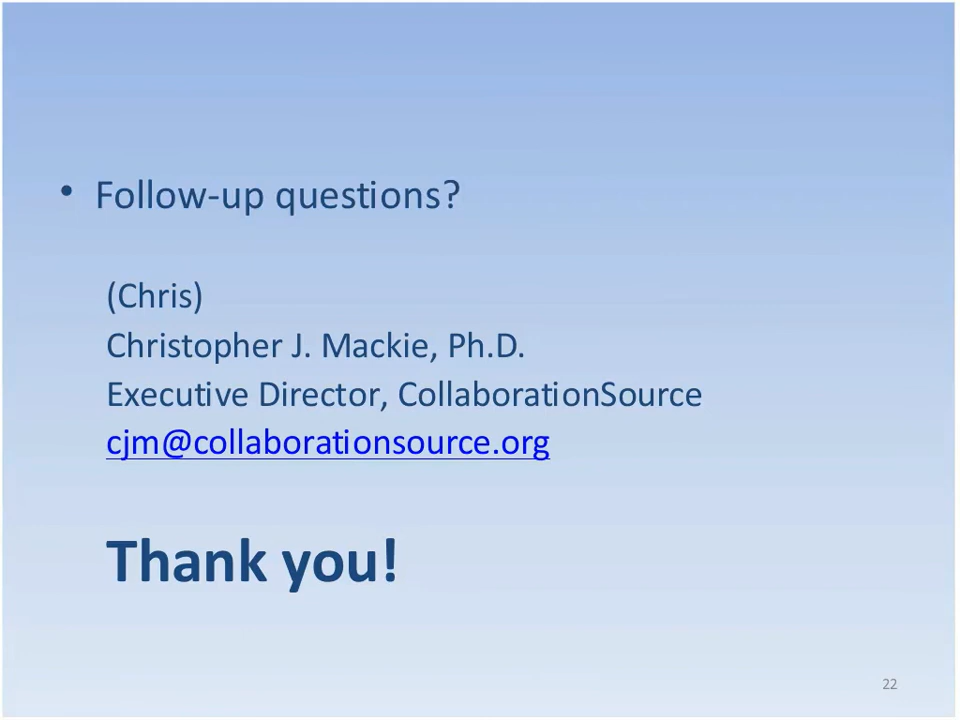 • Follow-up questions?
(Chris)
Christopher J. Mackie, Ph.D.
Executive Director, CollaborationSource
cjm@collaborationsource.org
Thank you!
22